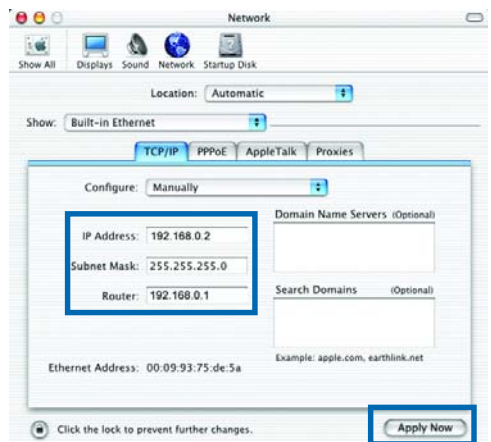 Network
Show All Displays Sound Network Startup Disk
Location: Automatic
Show: Built-in Ethernet
TCP/IP PPPoE AppleTalk Proxies
Configure: Manually
Domain Name Servers (Optional)
IP Address: 192.168.0.2
Subnet Mask: 255.255.255.0
Router: 192.168.0.1
Search Domains (Optional)
Example: apple.com, earthlink.net
Ethernet Address: 00:09:93:75:de:5a
Click the lock to prevent further changes.
Apply Now